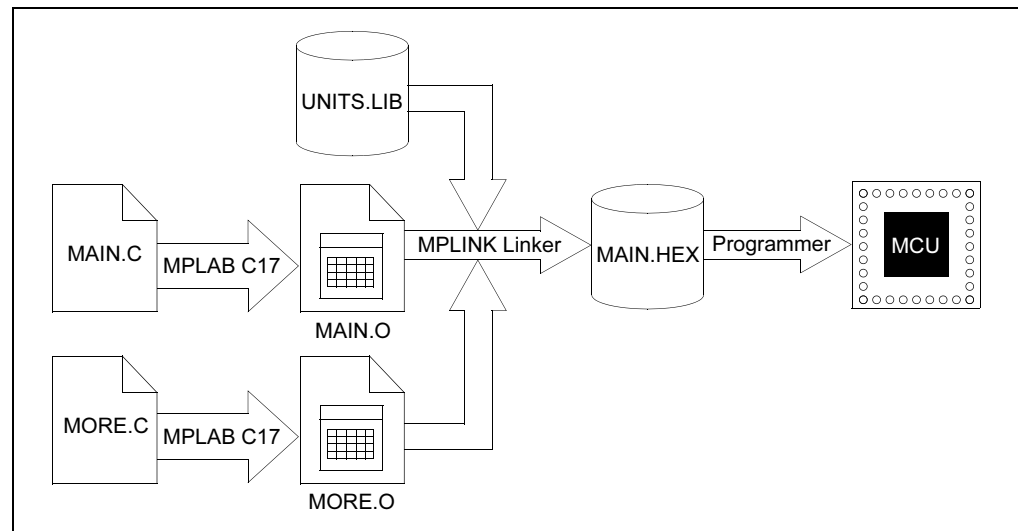 UNITS.LIB
MAIN.C
MPLAB C17
MAIN.O
MPLINK Linker
MAIN.HEX
Programmer
MCU
MORE.C
MPLAB C17
MORE.O